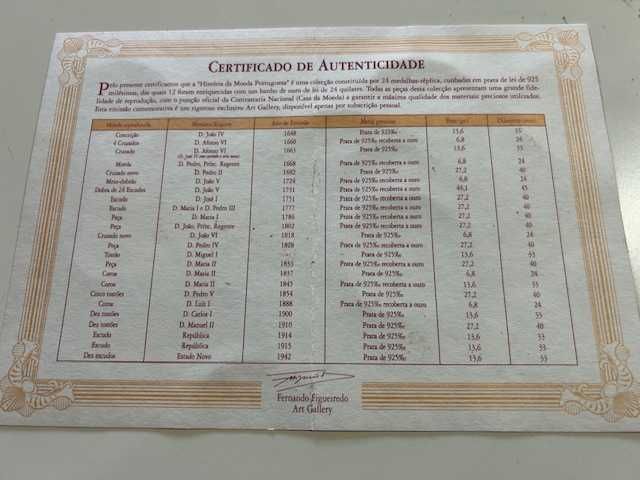 CERTIFICADO DE AUTENTICIDADE
Pelo presente certificamos que a "História da Moeda Portuguesa" é uma colecção constituída por 24 medalhas-réplica, cunhadas em prata de lei de 925
milésimos, das quais 12 foram enriquecidas com um banho de ouro de lei de 24 quilates. Todas as peças desta colecção apresentam uma grande fide-
lidade de reprodução, com o punção oficial da Contrastaria Nacional (Casa da Moeda) a garantir a máxima qualidade dos materiais preciosos utilizados.
Esta emissão comemorativa é um rigoroso exclusivo Art Gallery, disponível apenas por subscrição pessoal.
Moeda reproduzida Ano de Emissão Metal precioso Peso (gr) Diâmetro (mm)
Conceição D. João IV 1648 Prata de 925‰ 13,6 33
4 Cruzados D. Afonso VI 1660 Prata de 925‰ recoberta a ouro 6,8 24
Cruzado D. Afonso VI 1663 Prata de 925‰ 13,6 33
Moeda D. Pedro, Prínc. Regente 1668 Prata de 925‰ recoberta a ouro 6,8 24
Cruzado novo D. Pedro II 1692 Prata de 925‰ 27,2 40
Meio-dobrão D. João V 1724 Prata de 925‰ recoberta a ouro 6,8 24
Dobra de 24 Escudos D. João V 1731 Prata de 925‰ recoberta a ouro 44,1 45
Escudo D. José I 1751 Prata de 925‰ recoberta a ouro 27,2 40
Escudo D. Maria I e D. Pedro III 1777 Prata de 925‰ recoberta a ouro 27,2 40
Peça D. Maria I 1786 Prata de 925‰ recoberta a ouro 27,2 40
Peça D. João, Prínc. Regente 1802 Prata de 925‰ recoberta a ouro 27,2 40
Cruzado novo D. João VI 1818 Prata de 925‰ 6,8 24
Peça D. Pedro IV 1828 Prata de 925‰ recoberta a ouro 27,2 40
Tostão D. Miguel I Prata de 925‰ 13,6 33
Peça D. Maria II 1833 Prata de 925‰ recoberta a ouro 27,2 40
Coroa D. Maria II 1837 Prata de 925‰ 6,8 24
Coroa D. Maria II 1845 Prata de 925‰ recoberta a ouro 13,6 33
Cinco tostões D. Pedro V 1854 Prata de 925‰ 27,2 40
Coroa D. Luís I 1888 Prata de 925‰ recoberta a ouro 6,8 24
Dez tostões D. Carlos I 1900 Prata de 925‰ 13,6 33
Dez tostões D. Manuel II 1910 Prata de 925‰ 27,2 40
Escudo República 1914 Prata de 925‰ 13,6 33
Escudo República 1915 Prata de 925‰ 27,2 40
Dez escudos Estado Novo 1942 Prata de 925‰ 13,6 33
Fernando Figueiredo
Art Gallery